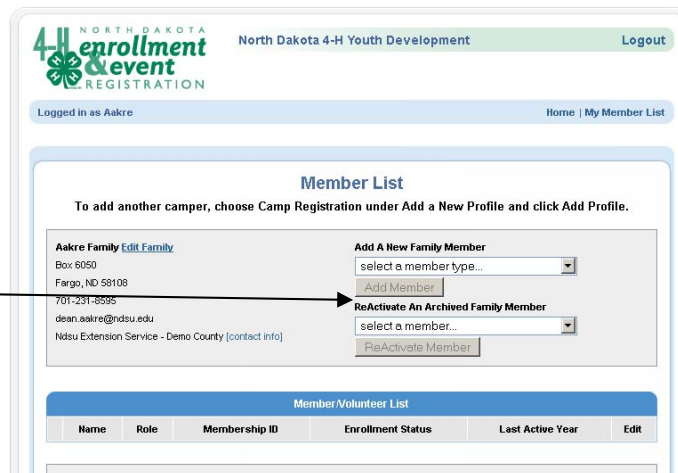 NORTH DAKOTA
4-H enrollment
& event
REGISTRATION
North Dakota 4-H Youth Development
Logout
Logged in as Aakre
Home | My Member List
Member List
To add another camper, choose Camp Registration under Add a New Profile and click Add Profile.
Aakre Family Edit Family
Box 6050
Fargo, ND 58108
701-231-8595
dean.aakre@ndsu.edu
Ndsu Extension Service - Demo County [contact info]
Add A New Family Member
select a member type...
Add Member
ReActivate An Archived Family Member
select a member...
ReActivate Member
Member/Volunteer List
Name Role Membership ID Enrollment Status Last Active Year Edit